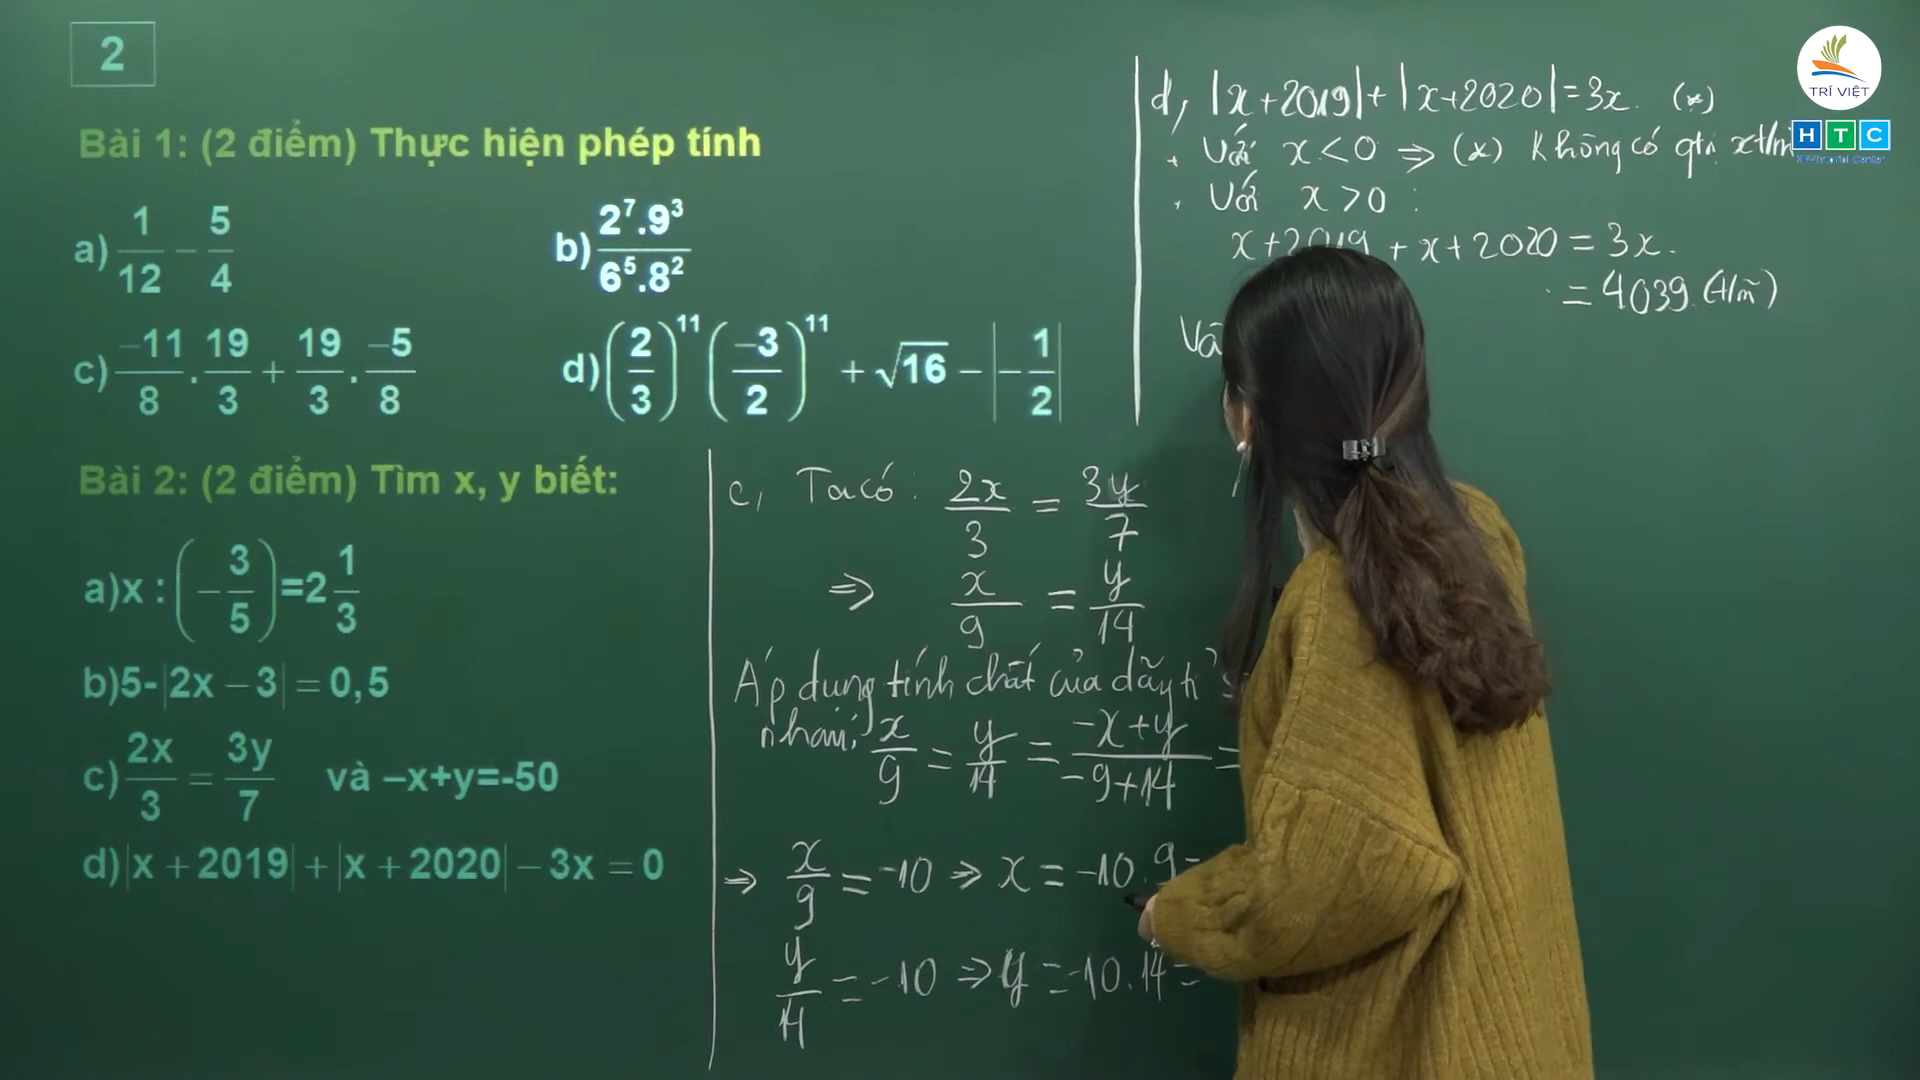 2
Bài 1: (2 điểm) Thực hiện phép tính
a) 1/12 − 5/4
b) 2⁷.9³/6⁵.8²
c) −11/8 . 19/3 + 19/3 . −5/8
d) (2/3)¹¹ (−3/2)¹¹ + √16 − |−1/2|
Bài 2: (2 điểm) Tìm x, y biết:
a)x : (−3/5) =2 1/3
b)5-|2x − 3| = 0,5
c) 2x/3 = 3y/7 và –x+y=-50
d)|x + 2019| + |x + 2020| − 3x = 0
c, Ta có: 2x/3 = 3y/7
⇒ x/9 = y/14
Áp dụng tính chất của dãy tỉ
nhau: x/9 = y/14 = −x+y/−9+14 =
⇒ x/9 = −10 ⇒ x = −10.9=
y/14 = −10 ⇒ y = −10.14 =
d, |x+2019| + |x+2020| = 3x. (*)
+ Với x < 0 ⇒ (*) Không có gtrị x t/m
+ Với x > 0 :
x+2019 + x+2020 = 3x.
= 4039 (t/m)
TRÍ VIỆT
HTC